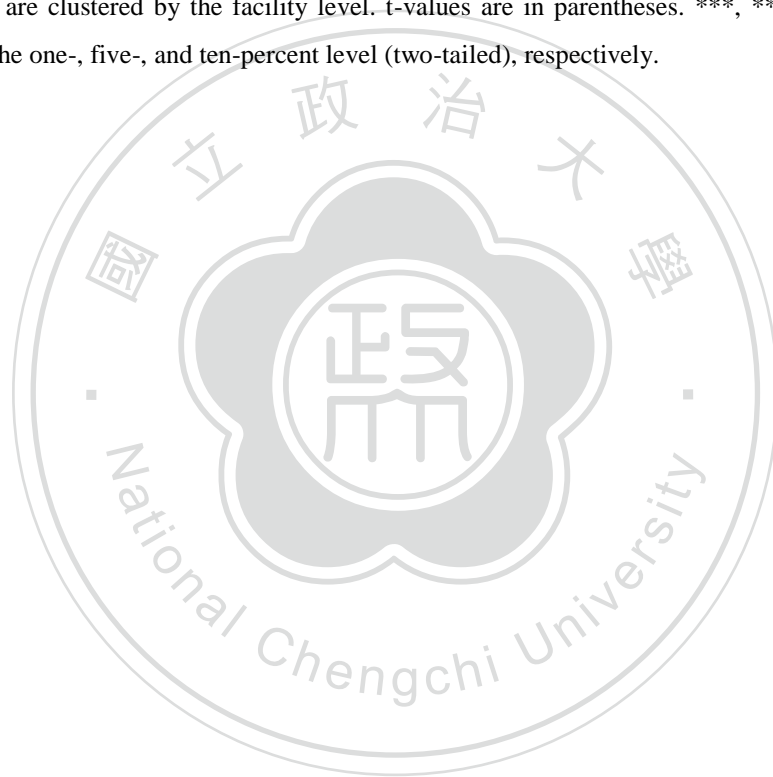 are clustered by the facility level. t-values are in parentheses. ***, **
he one-, five-, and ten-percent level (two-tailed), respectively.
國立政治大學
National Chengchi University